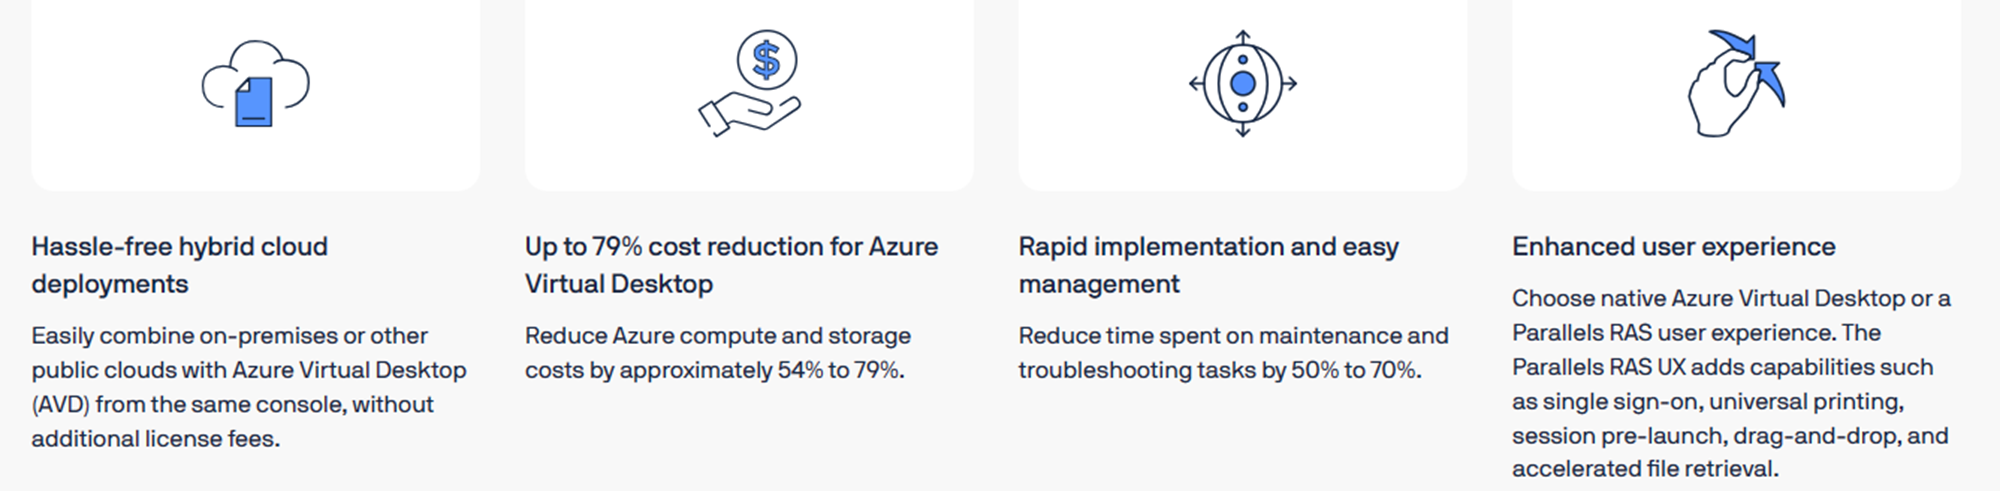 $
Hassle-free hybrid cloud
deployments
Easily combine on-premises or other
public clouds with Azure Virtual Desktop
(AVD) from the same console, without
additional license fees.
Up to 79% cost reduction for Azure
Virtual Desktop
Reduce Azure compute and storage
costs by approximately 54% to 79%.
Rapid implementation and easy
management
Reduce time spent on maintenance and
troubleshooting tasks by 50% to 70%.
Enhanced user experience
Choose native Azure Virtual Desktop or a
Parallels RAS user experience. The
Parallels RAS UX adds capabilities such
as single sign-on, universal printing,
session pre-launch, drag-and-drop, and
accelerated file retrieval.